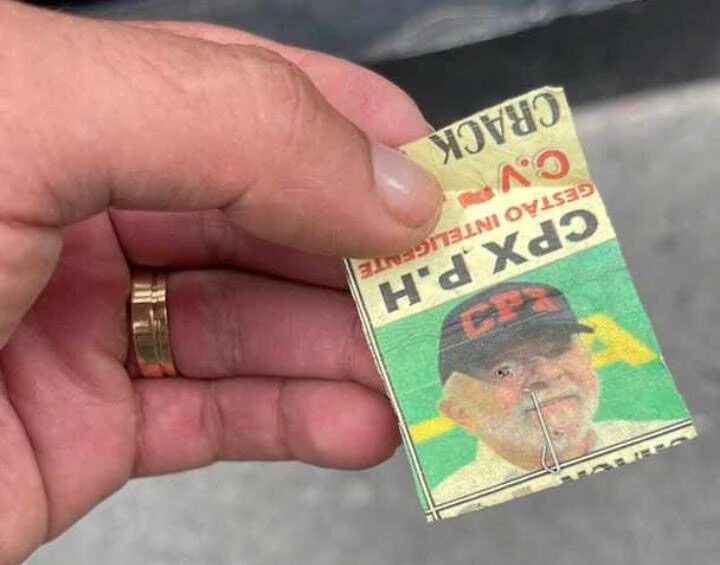 CPX P.H
GESTÃO INTELIGENTE
C.V
CRACK
CPX